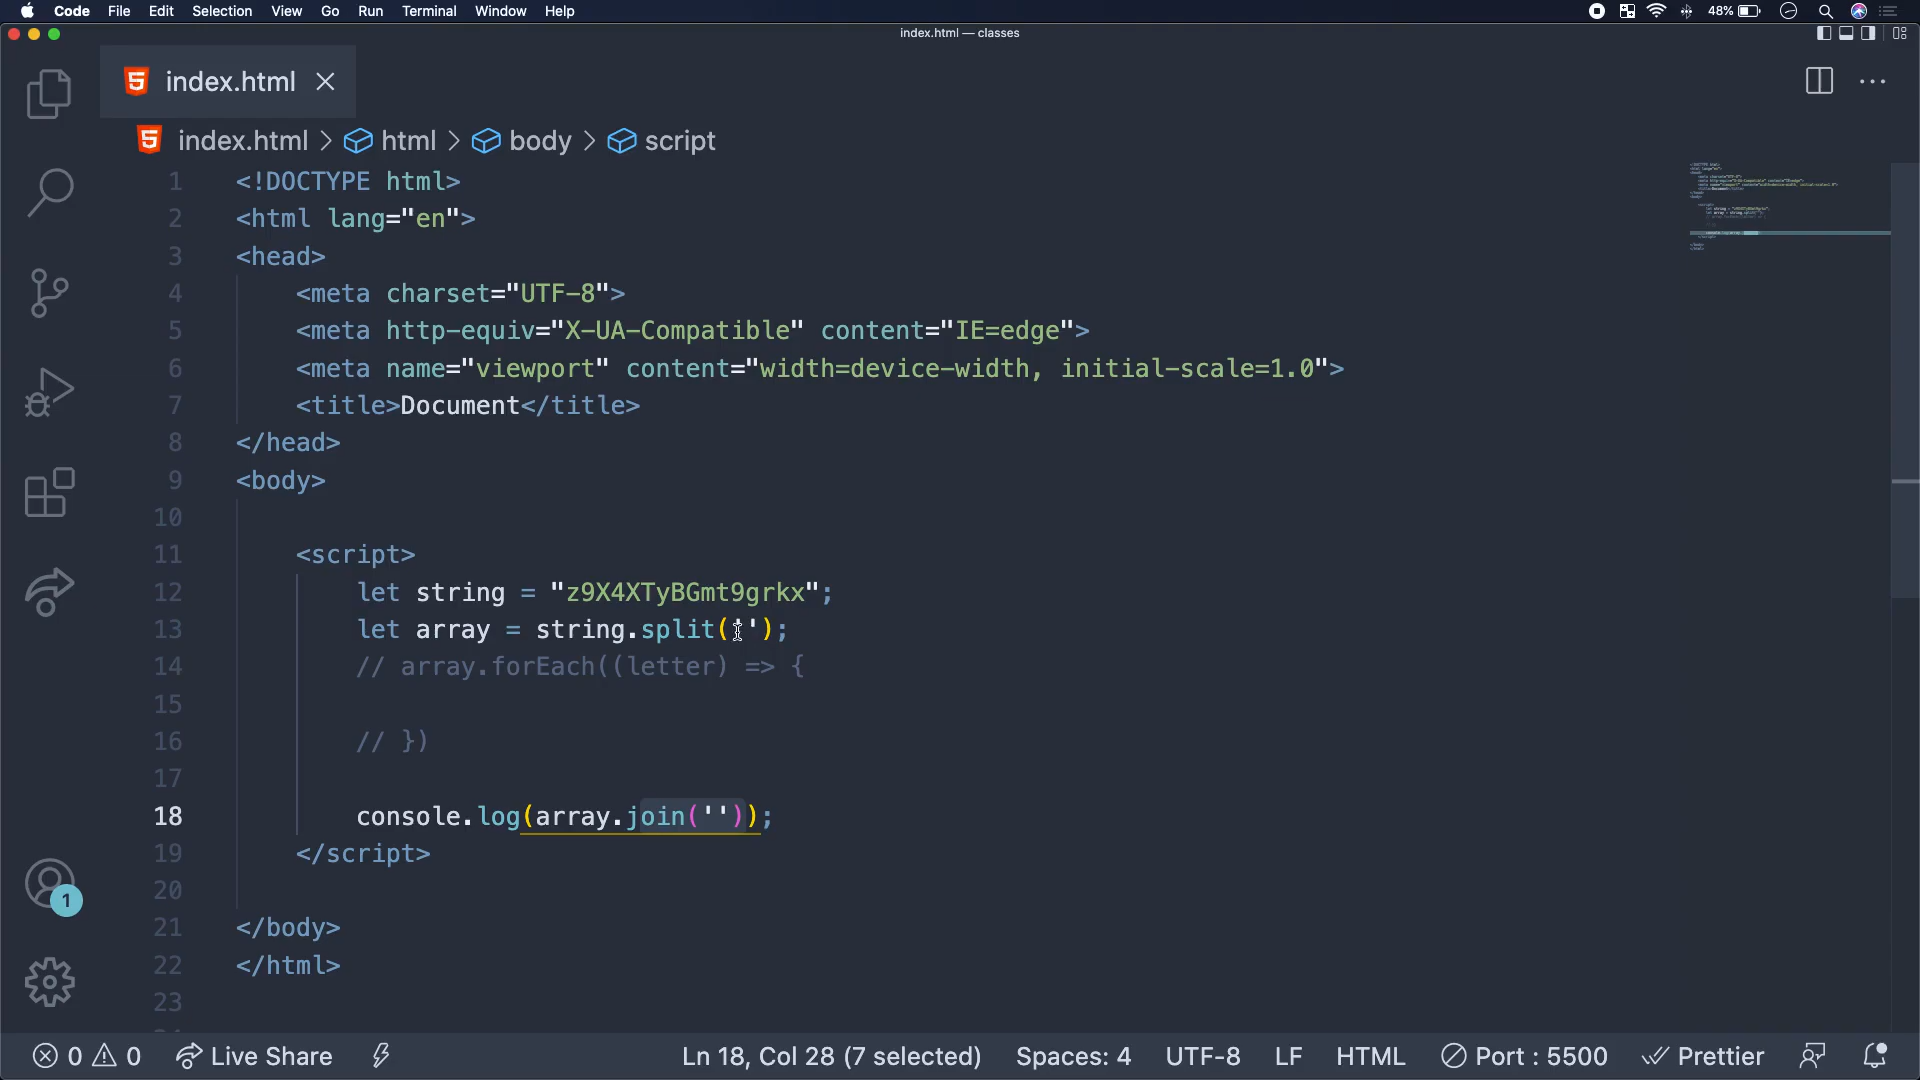 Code File Edit Selection View Go Run Terminal Window Help 48%
index.html — classes
index.html
index.html > html > body > script
1 <!DOCTYPE html>
2 <html lang="en">
3 <head>
4 <meta charset="UTF-8">
5 <meta http-equiv="X-UA-Compatible" content="IE=edge">
6 <meta name="viewport" content="width=device-width, initial-scale=1.0">
7 <title>Document</title>
8 </head>
9 <body>
10
11 <script>
12 let string = "z9X4XTyBGmt9grkx";
13 let array = string.split('');
14 // array.forEach((letter) => {
15
16 // })
17
18 console.log(array.join(''));
19 </script>
20
21 </body>
22 </html>
23
1
0 0 Live Share Ln 18, Col 28 (7 selected) Spaces: 4 UTF-8 LF HTML Port : 5500 Prettier